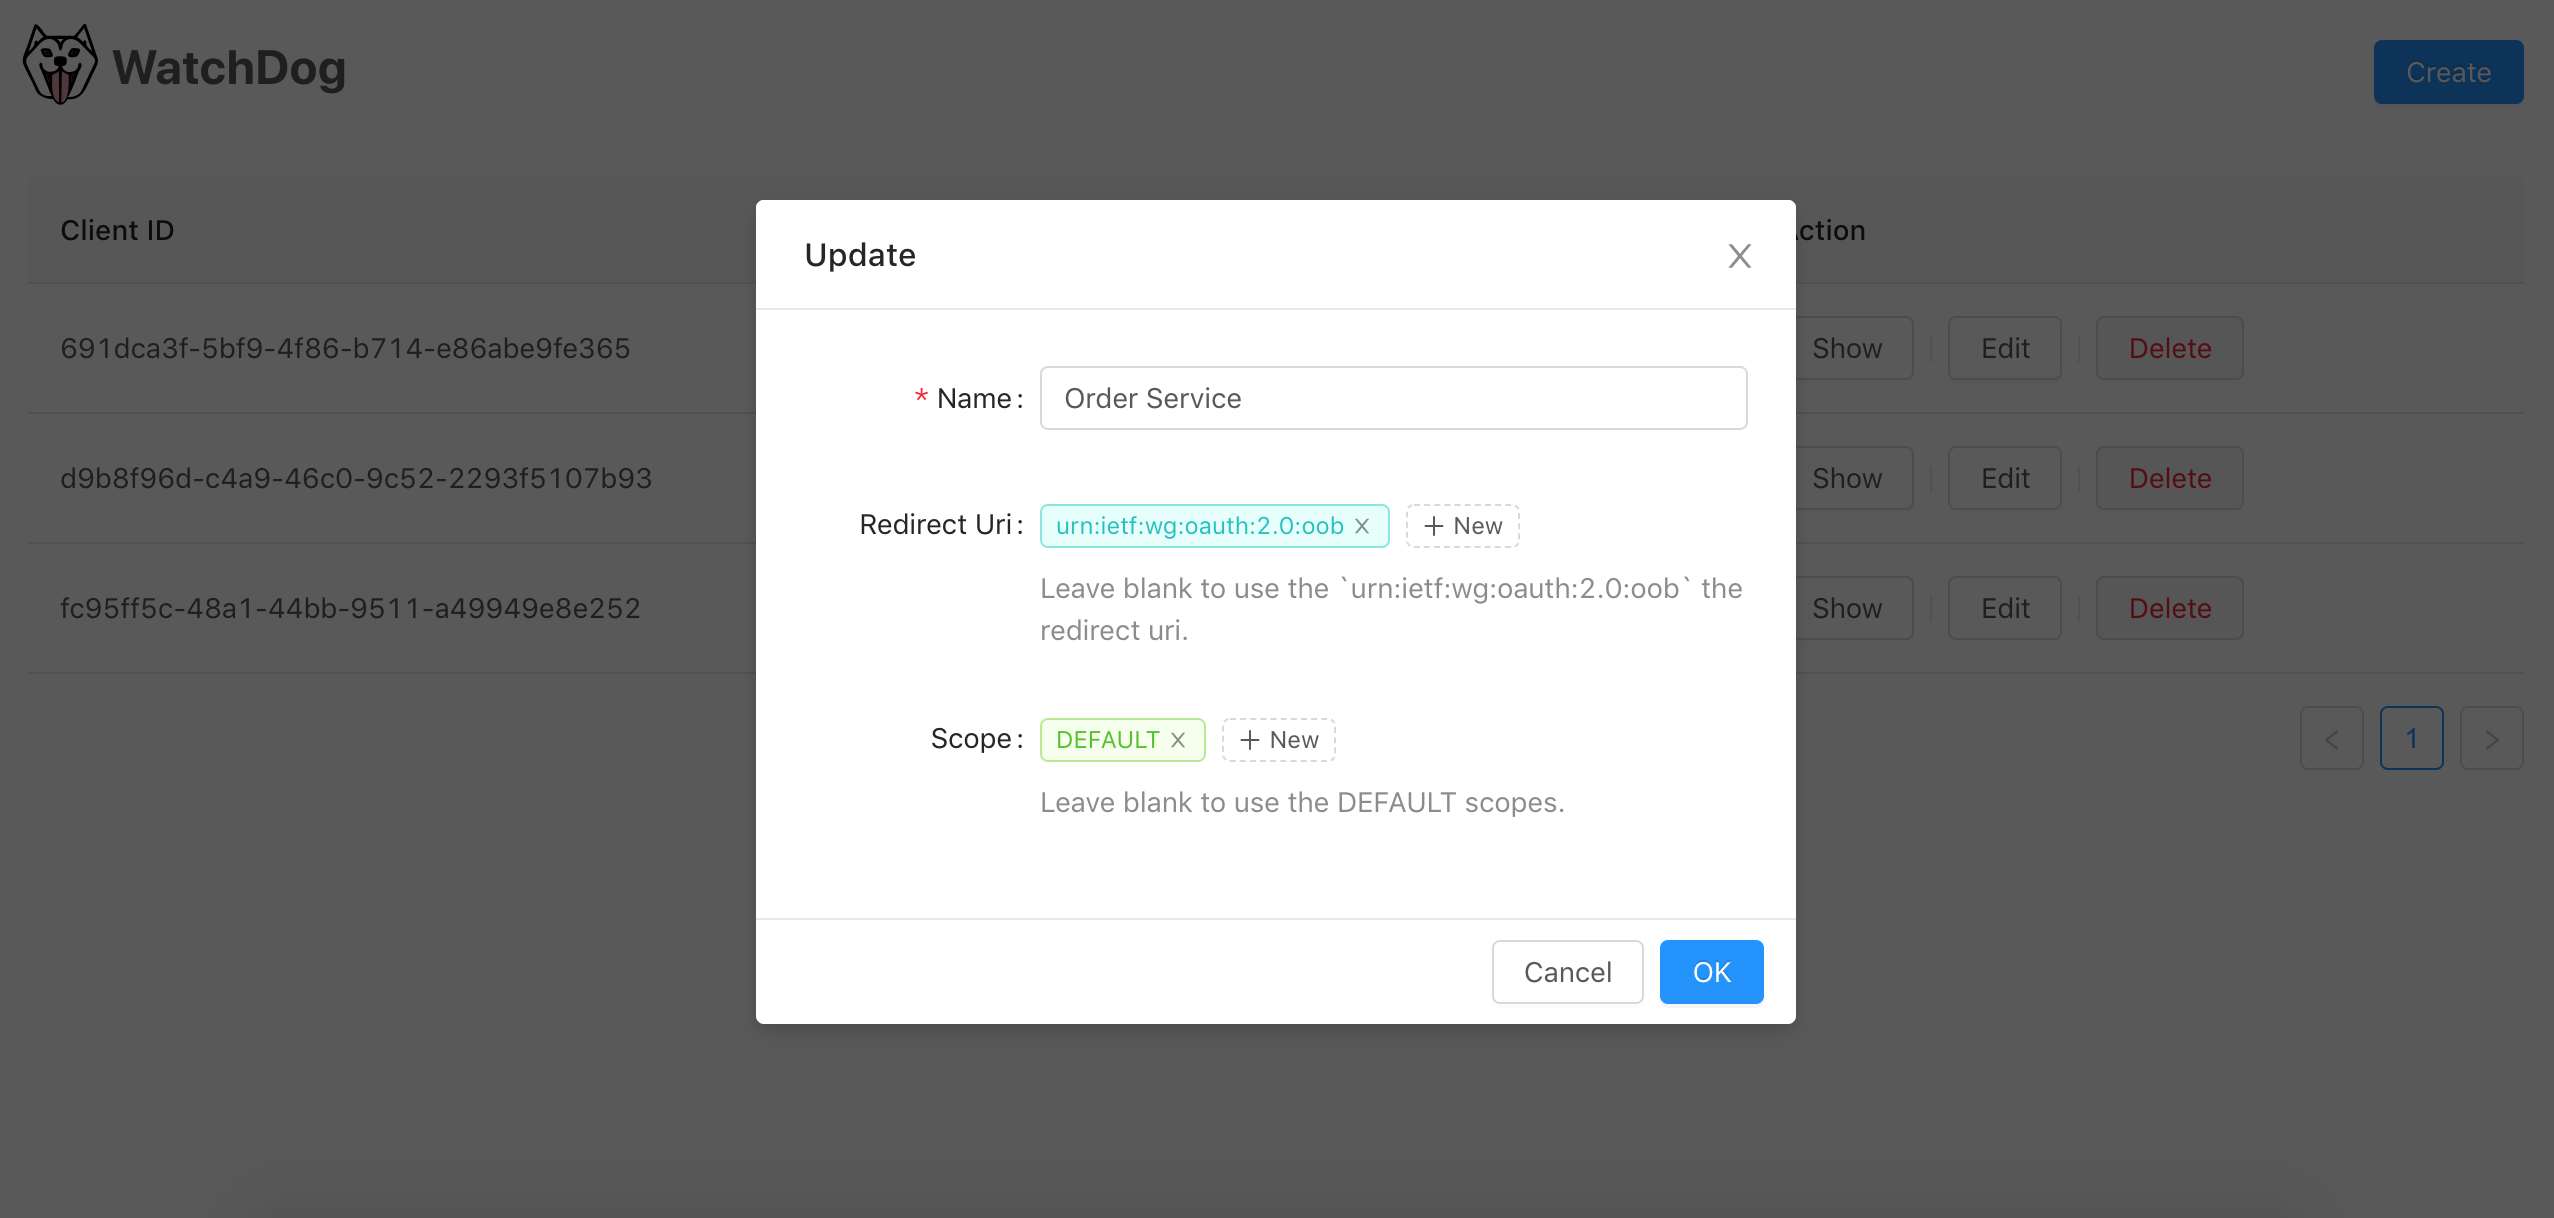 WatchDog
Create
Client ID
ction
691dca3f-5bf9-4f86-b714-e86abe9fe365
Show Edit Delete
d9b8f96d-c4a9-46c0-9c52-2293f5107b93
Show Edit Delete
fc95ff5c-48a1-44bb-9511-a49949e8e252
Show Edit Delete
1
Update
* Name: Order Service
Redirect Uri: urn:ietf:wg:oauth:2.0:oob + New
Leave blank to use the `urn:ietf:wg:oauth:2.0:oob` the
redirect uri.
Scope: DEFAULT + New
Leave blank to use the DEFAULT scopes.
Cancel OK